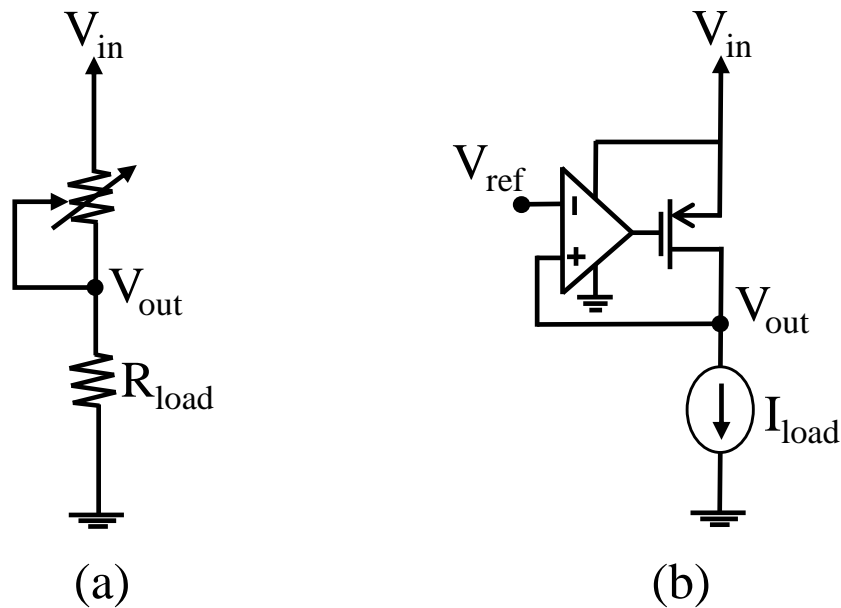 V_in
V_out
R_load
(a)
V_in
V_ref
-
+
V_out
I_load
(b)